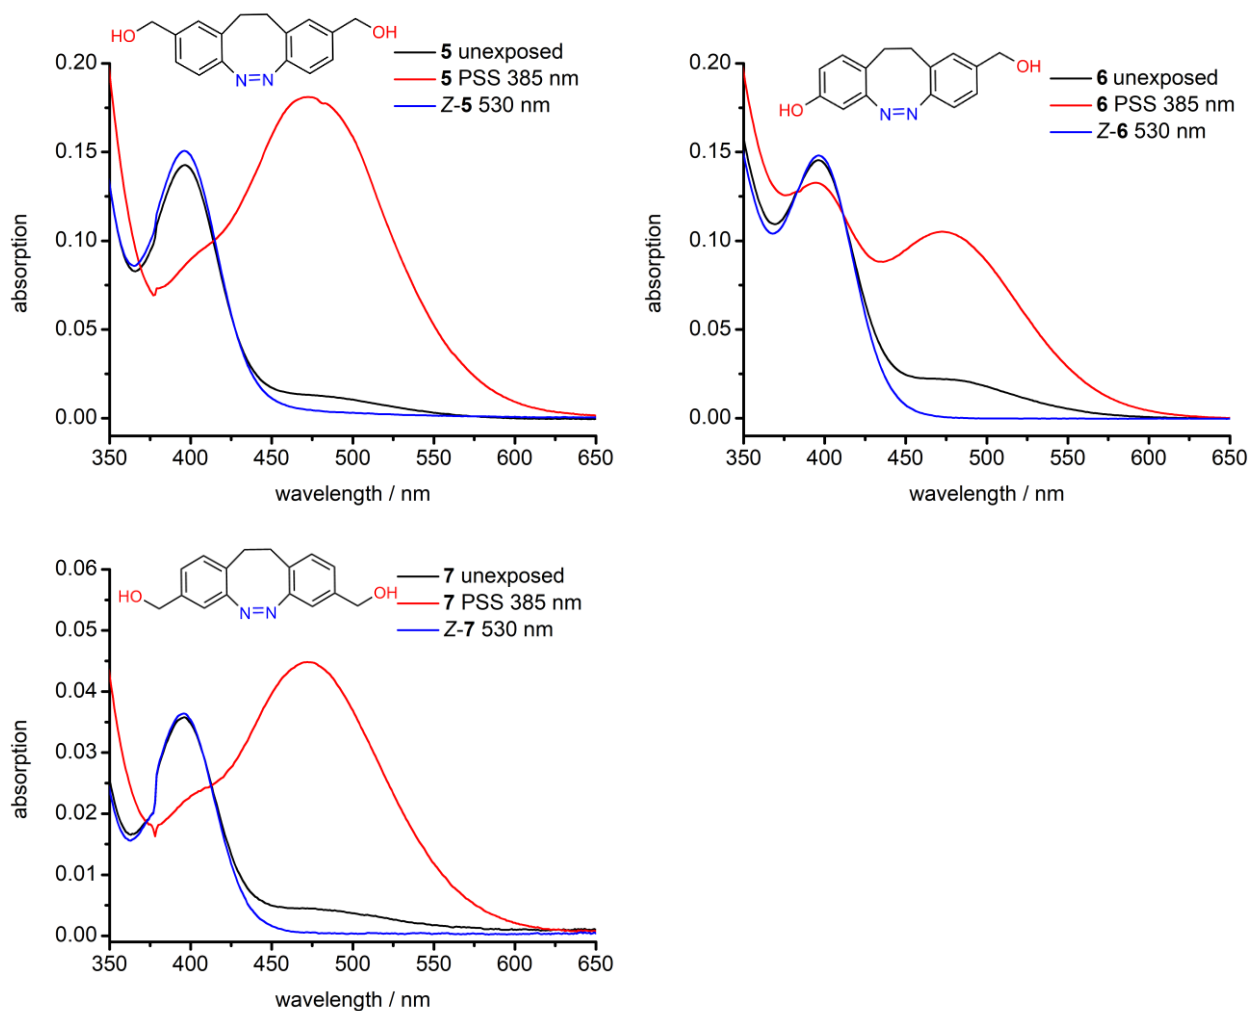 OH
HO
N=N
5 unexposed
5 PSS 385 nm
Z-5 530 nm
0.20
0.15
0.10
0.05
0.00
absorption
350 400 450 500 550 600 650
wavelength / nm
OH
HO
N=N
6 unexposed
6 PSS 385 nm
Z-6 530 nm
0.20
0.15
0.10
0.05
0.00
absorption
350 400 450 500 550 600 650
wavelength / nm
HO
OH
N=N
7 unexposed
7 PSS 385 nm
Z-7 530 nm
0.06
0.05
0.04
0.03
0.02
0.01
0.00
absorption
350 400 450 500 550 600 650
wavelength / nm